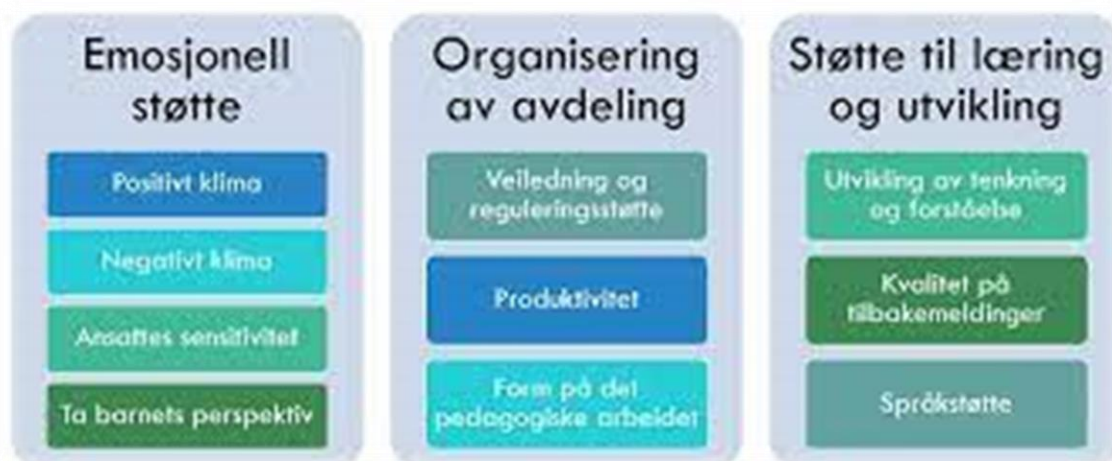 Emosjonell
støtte
Positivt klima
Negativt klima
Ansattes sensitivitet
Ta barnets perspektiv
Organisering
av avdeling
Veiledning og
reguleringsstøtte
Produktivitet
Form på det
pedagogiske arbeidet
Støtte til læring
og utvikling
Utvikling av tenkning
og forståelse
Kvalitet på
tilbakemeldinger
Språkstøtte